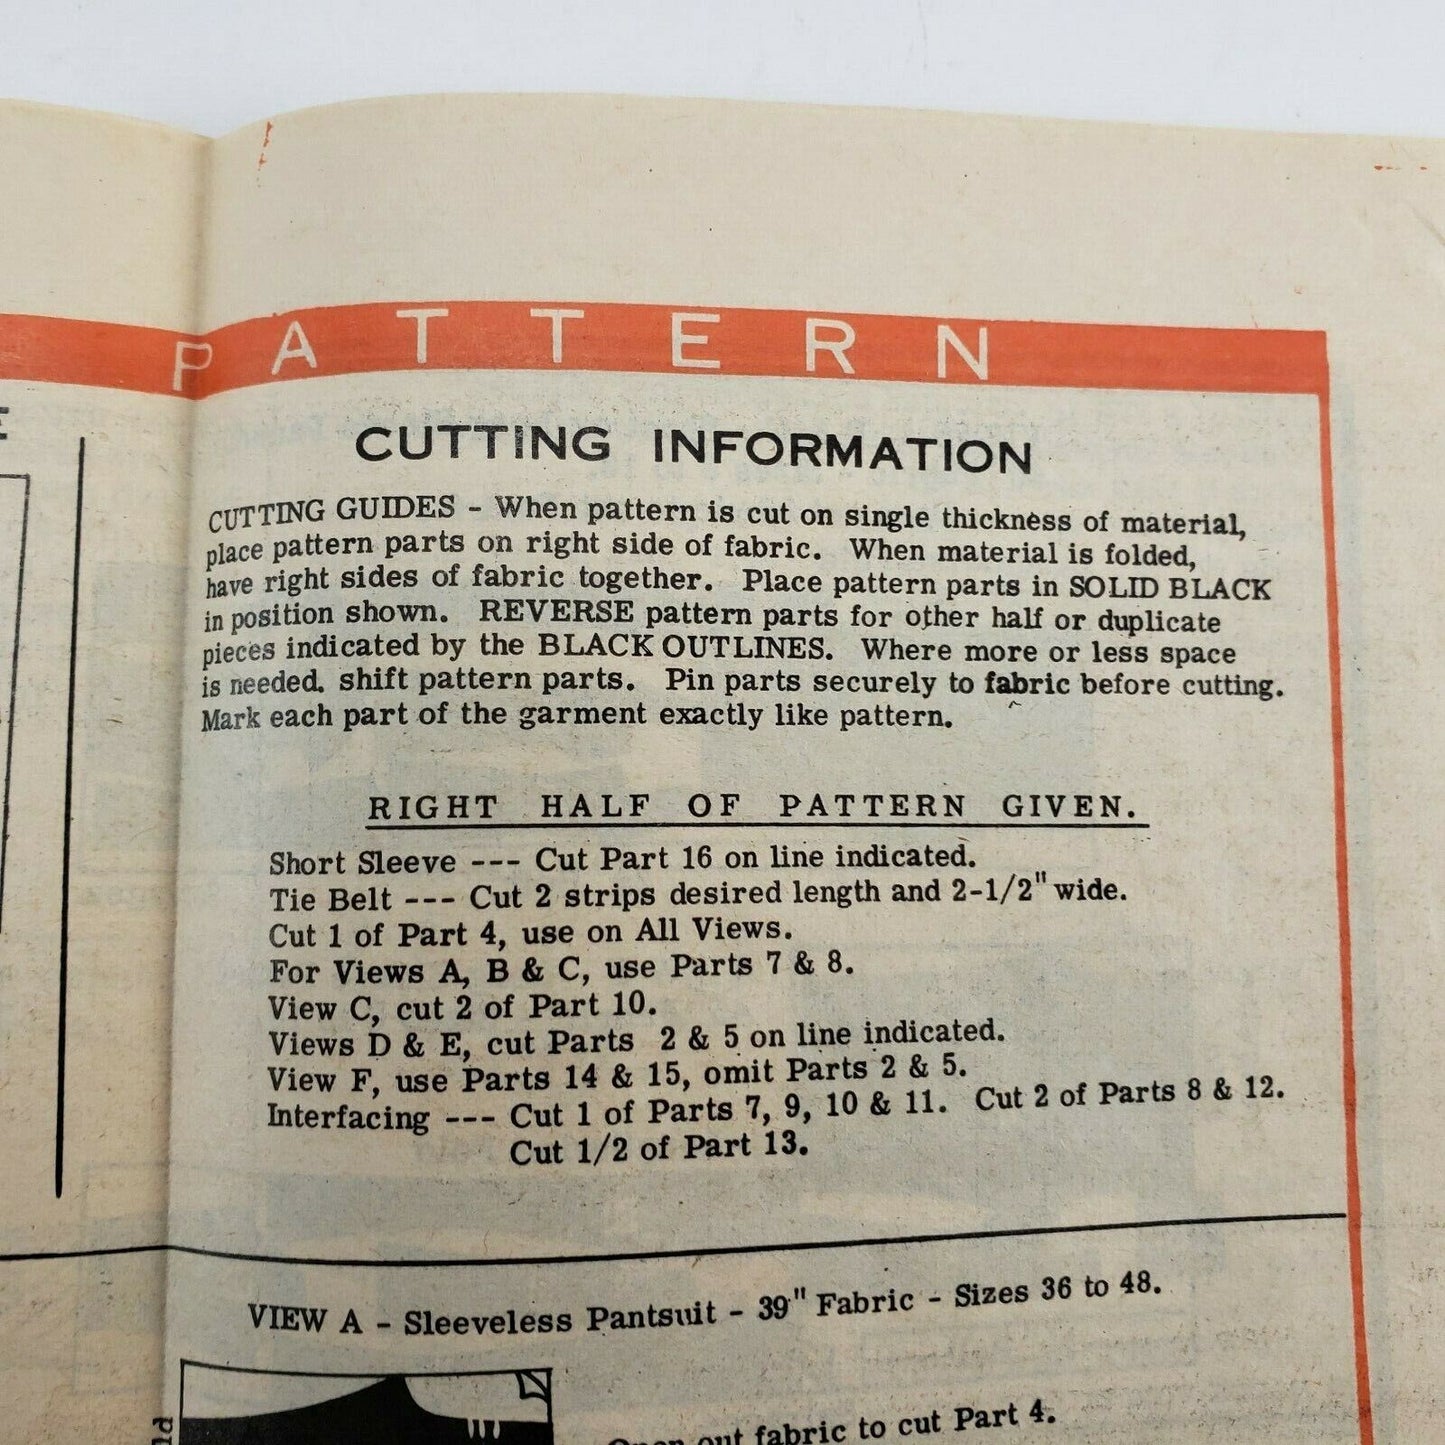 PATTERN
CUTTING INFORMATION
CUTTING GUIDES - When pattern is cut on single thickness of material,
place pattern parts on right side of fabric. When material is folded,
have right sides of fabric together. Place pattern parts in SOLID BLACK
in position shown. REVERSE pattern parts for other half or duplicate
pieces indicated by the BLACK OUTLINES. Where more or less space
is needed. shift pattern parts. Pin parts securely to fabric before cutting.
Mark each part of the garment exactly like pattern.
RIGHT HALF OF PATTERN GIVEN.
Short Sleeve --- Cut Part 16 on line indicated.
Tie Belt --- Cut 2 strips desired length and 2-1/2" wide.
Cut 1 of Part 4, use on All Views.
For Views A, B & C, use Parts 7 & 8.
View C, cut 2 of Part 10.
Views D & E, cut Parts 2 & 5 on line indicated.
View F, use Parts 14 & 15, omit Parts 2 & 5.
Interfacing --- Cut 1 of Parts 7, 9, 10 & 11. Cut 2 of Parts 8 & 12.
Cut 1/2 of Part 13.
VIEW A - Sleeveless Pantsuit - 39" Fabric - Sizes 36 to 48.
Open out fabric to cut Part 4.